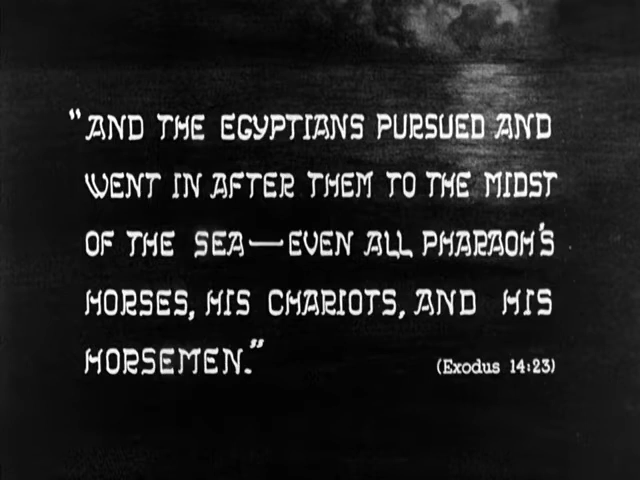 "AND THE EGYPTIANS PURSUED AND
WENT IN AFTER THEM TO THE MIDST
OF THE SEA—EVEN ALL PHARAOH'S
HORSES, HIS CHARIOTS, AND HIS
HORSEMEN."
(Exodus 14:23)